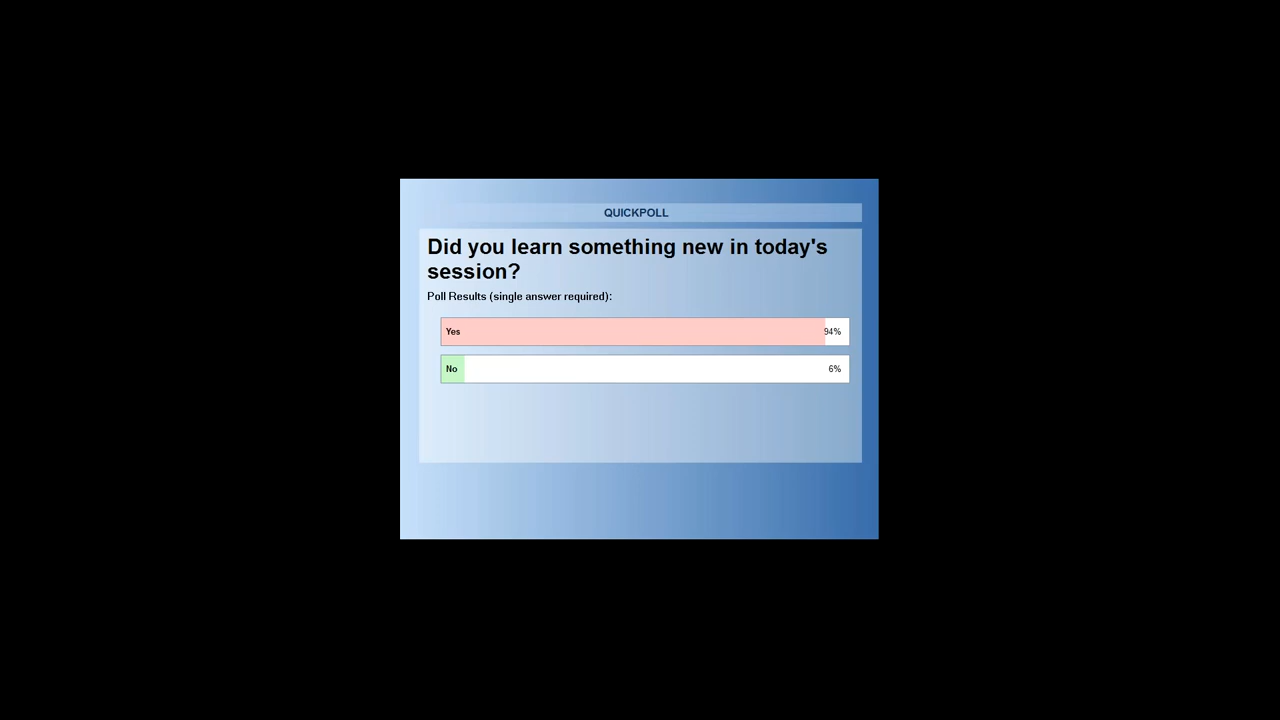 QUICKPOLL
Did you learn something new in today's
session?
Poll Results (single answer required):
Yes 94%
No 6%